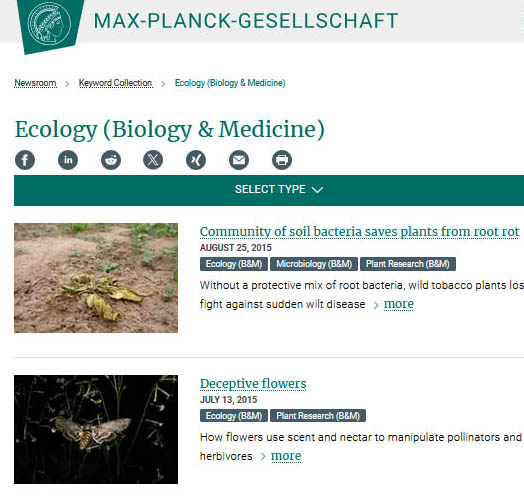 MAX-PLANCK-GESELLSCHAFT
Newsroom > Keyword Collection > Ecology (Biology & Medicine)
Ecology (Biology & Medicine)
SELECT TYPE
Community of soil bacteria saves plants from root rot
AUGUST 25, 2015
Ecology (B&M) Microbiology (B&M) Plant Research (B&M)
Without a protective mix of root bacteria, wild tobacco plants los
fight against sudden wilt disease > more
Deceptive flowers
JULY 13, 2015
Ecology (B&M) Plant Research (B&M)
How flowers use scent and nectar to manipulate pollinators and
herbivores > more